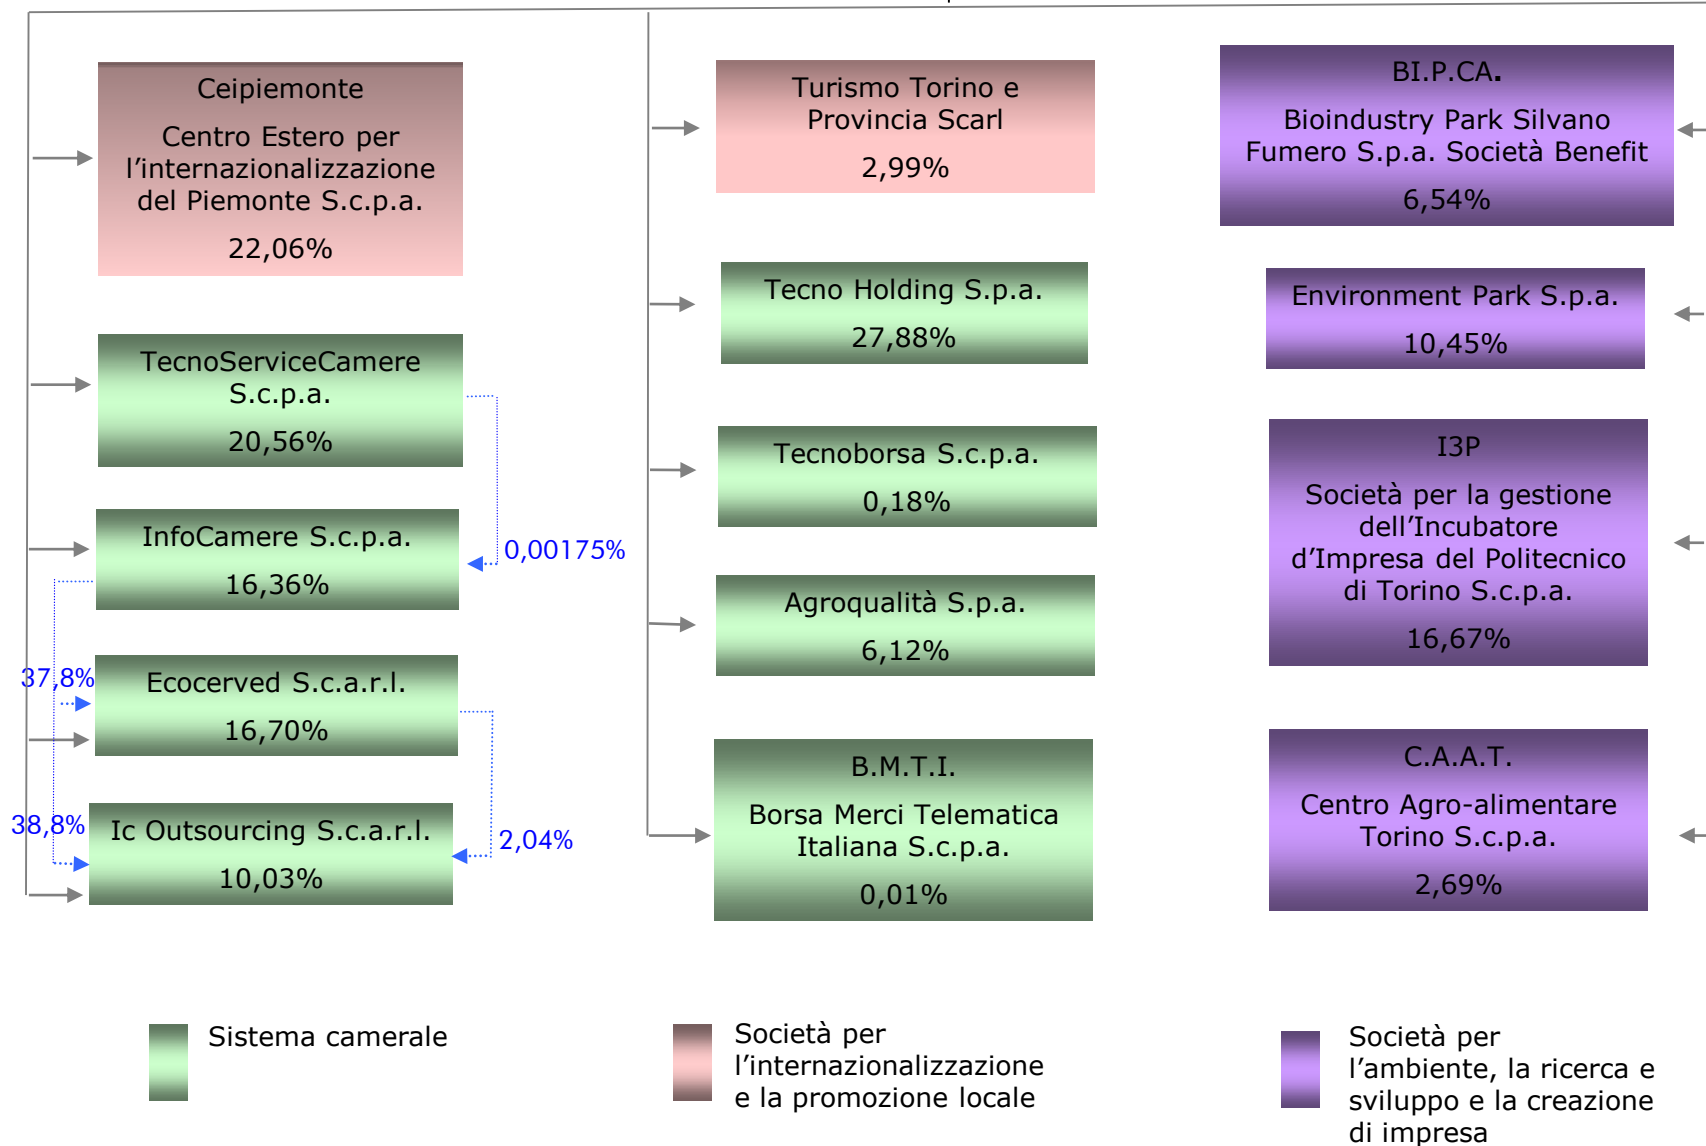 Ceipiemonte
Centro Estero per
l'internazionalizzazione
del Piemonte S.c.p.a.
22,06%
TecnoServiceCamere
S.c.p.a.
20,56%
InfoCamere S.c.p.a.
16,36%
0,00175%
37,8%
Ecocerved S.c.a.r.l.
16,70%
38,8%
Ic Outsourcing S.c.a.r.l.
10,03%
2,04%
Turismo Torino e
Provincia Scarl
2,99%
Tecno Holding S.p.a.
27,88%
Tecnoborsa S.c.p.a.
0,18%
Agroqualità S.p.a.
6,12%
B.M.T.I.
Borsa Merci Telematica
Italiana S.c.p.a.
0,01%
BI.P.CA.
Bioindustry Park Silvano
Fumero S.p.a. Società Benefit
6,54%
Environment Park S.p.a.
10,45%
I3P
Società per la gestione
dell'Incubatore
d'Impresa del Politecnico
di Torino S.c.p.a.
16,67%
C.A.A.T.
Centro Agro-alimentare
Torino S.c.p.a.
2,69%
Sistema camerale
Società per
l'internazionalizzazione
e la promozione locale
Società per
l'ambiente, la ricerca e
sviluppo e la creazione
di impresa